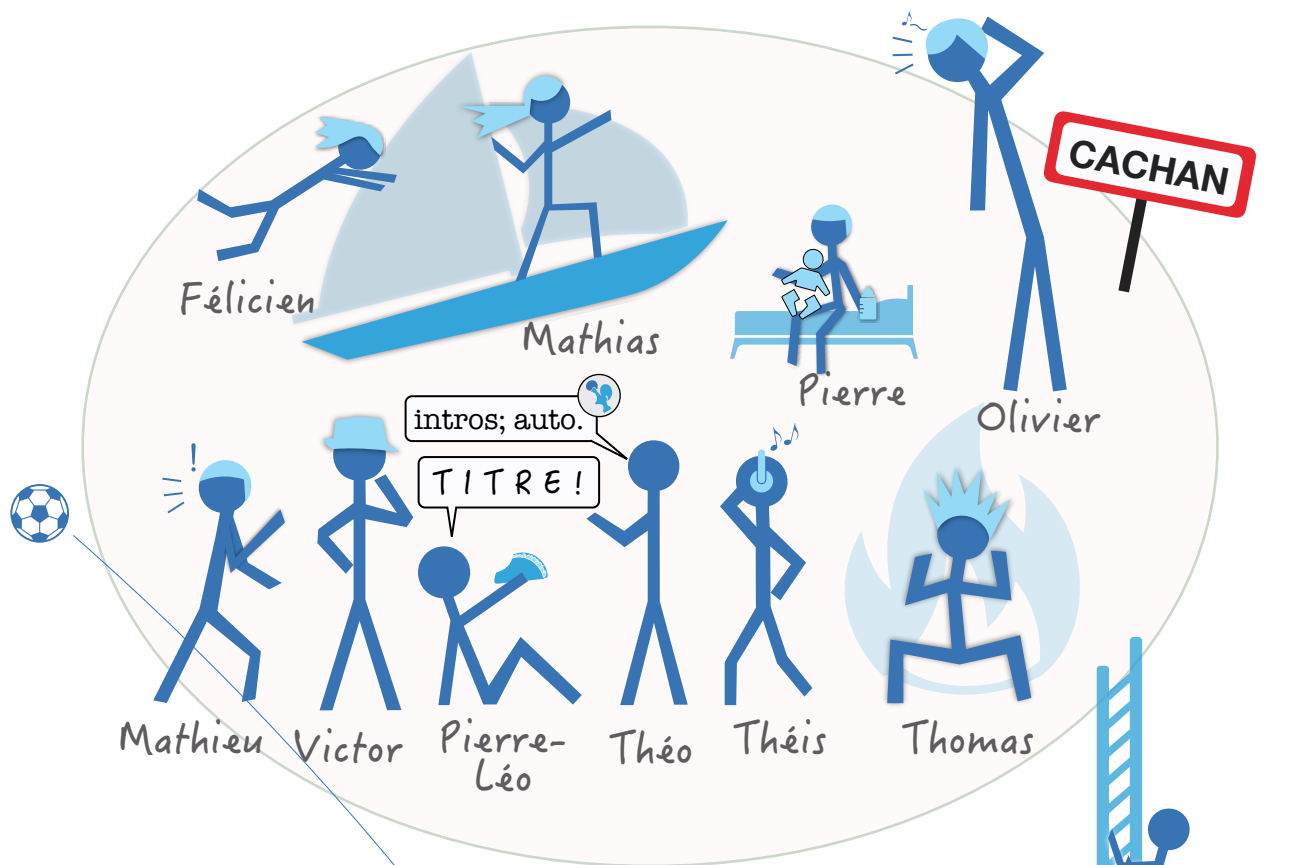 CACHAN
Félicien
Mathias
Pierre
Olivier
intros; auto.
TITRE!
!
Mathieu
Victor
Pierre-
Léo
Théo
Théis
Thomas